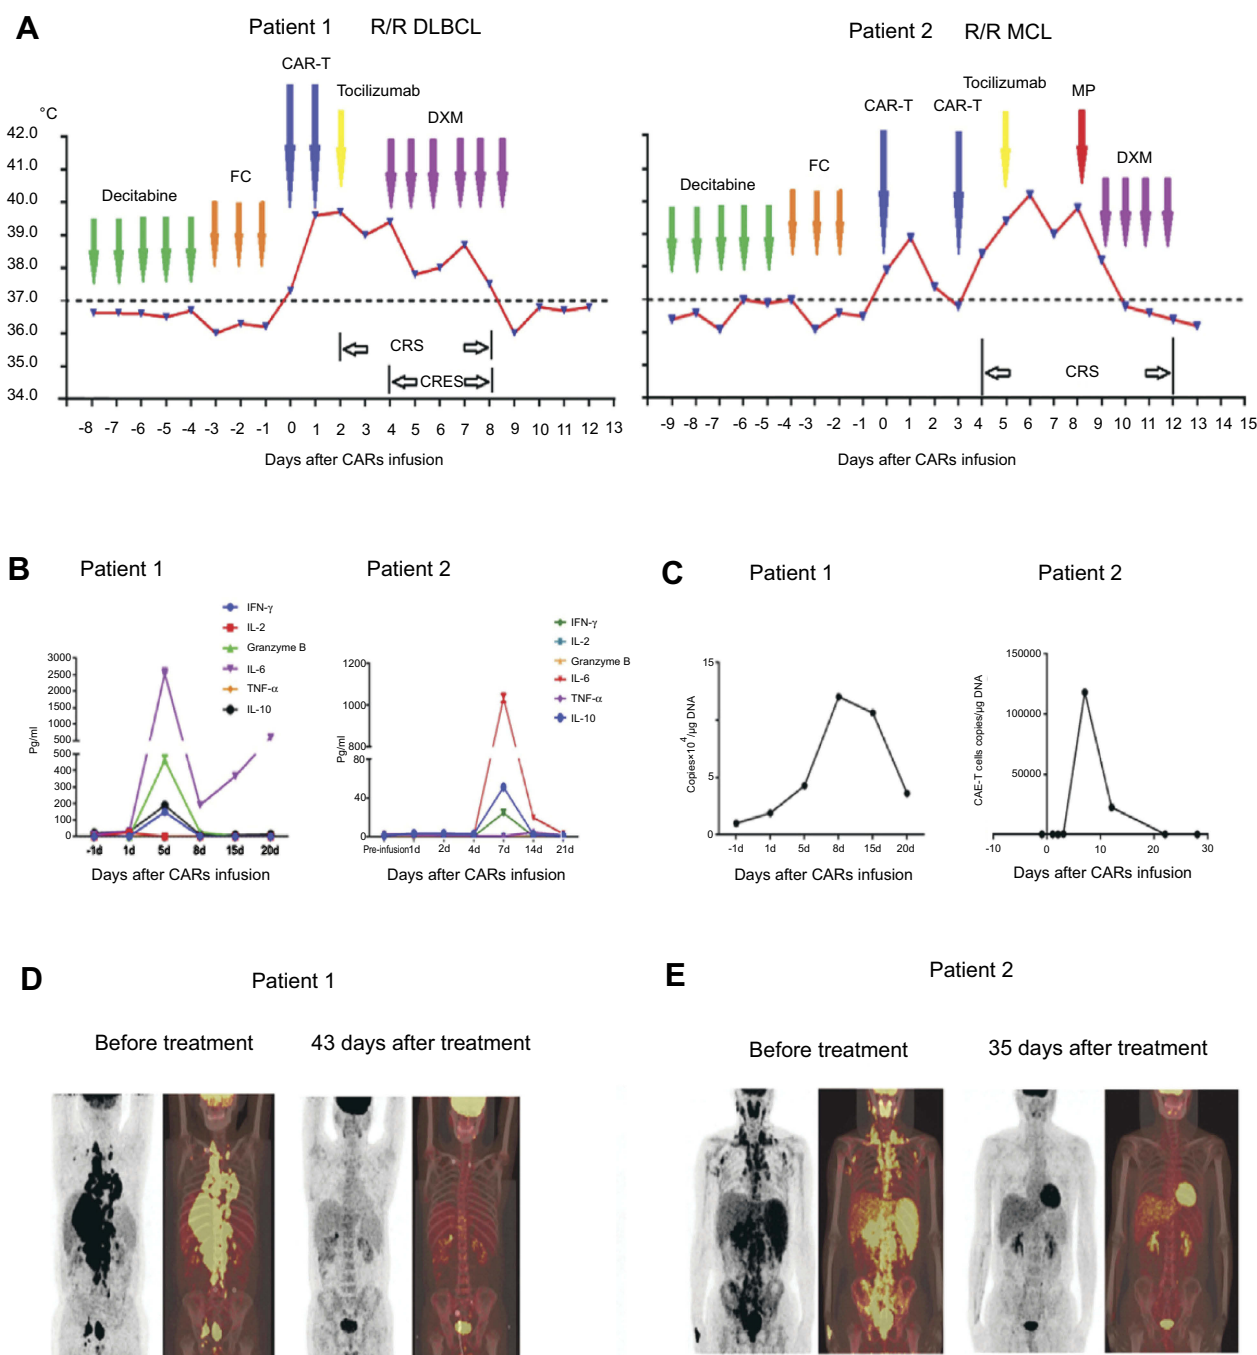 A
Patient 1 R/R DLBCL
CAR-T
Tocilizumab
DXM
FC
Decitabine
°C
42.0
41.0
40.0
39.0
38.0
37.0
36.0
35.0
34.0
CRS
CRES
-8 -7 -6 -5 -4 -3 -2 -1 0 1 2 3 4 5 6 7 8 9 10 11 12 13
Days after CARs infusion
Patient 2 R/R MCL
Tocilizumab
MP
CAR-T CAR-T
DXM
FC
Decitabine
CRS
-9 -8 -7 -6 -5 -4 -3 -2 -1 0 1 2 3 4 5 6 7 8 9 10 11 12 13 14 15
Days after CARs infusion
B
Patient 1
IFN-γ
IL-2
Granzyme B
IL-6
TNF-α
IL-10
Pg/ml
3000
2500
2000
1500
1000
500
500
400
300
200
100
0
-1d 1d 5d 8d 15d 20d
Days after CARs infusion
Patient 2
IFN-γ
IL-2
Granzyme B
IL-6
TNF-α
IL-10
Pg/ml
1200
1000
800
80
40
0
Pre-infusion 1d 2d 4d 7d 14d 21d
Days after CARs infusion
C
Patient 1
Copies×10⁴/μg DNA
15
5
0
-1d 1d 5d 8d 15d 20d
Days after CARs infusion
Patient 2
CAE-T cells copies/μg DNA
150000
100000
50000
0
-10 0 10 20 30
Days after CARs infusion
D
Patient 1
Before treatment 43 days after treatment
E
Patient 2
Before treatment 35 days after treatment